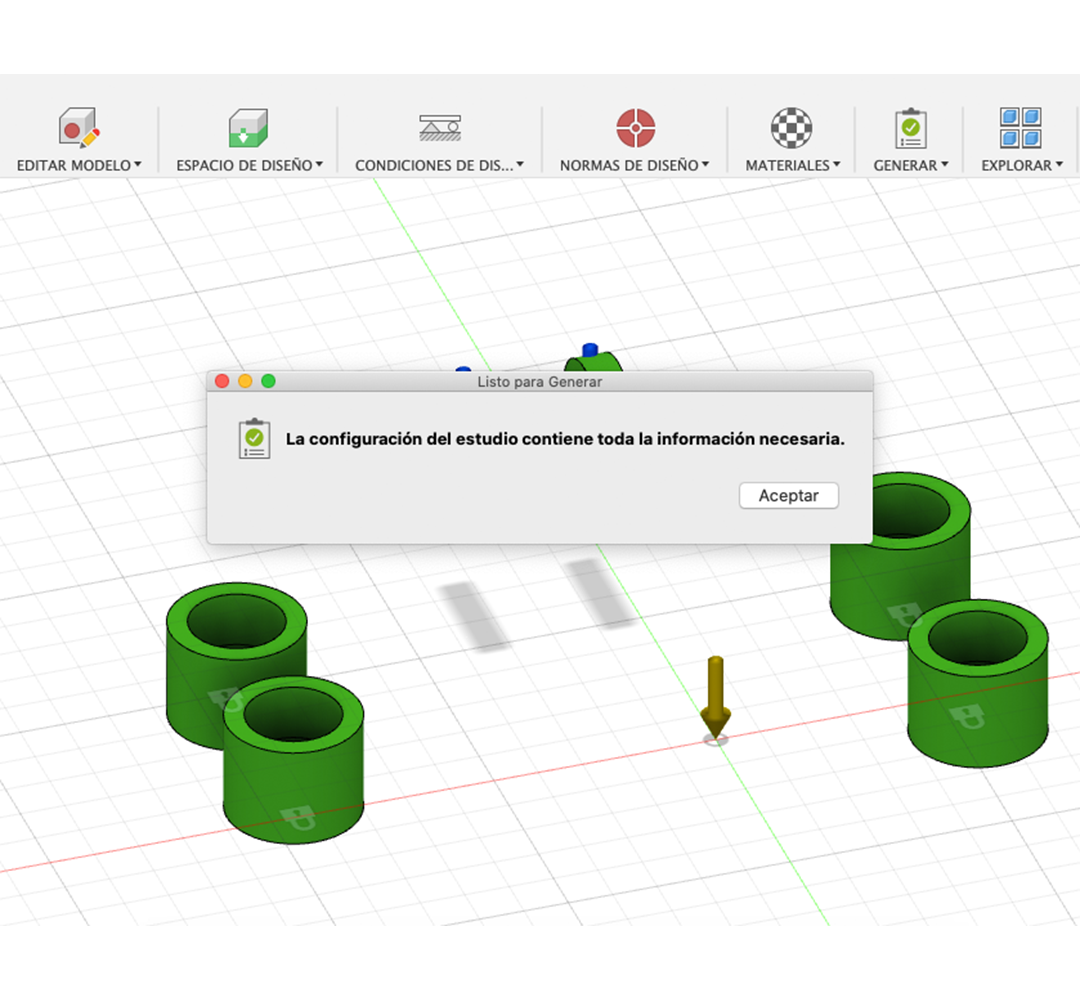 EDITAR MODELO
ESPACIO DE DISEÑO
CONDICIONES DE DIS...
NORMAS DE DISEÑO
MATERIALES
GENERAR
EXPLORAR
Listo para Generar
La configuración del estudio contiene toda la información necesaria.
Aceptar